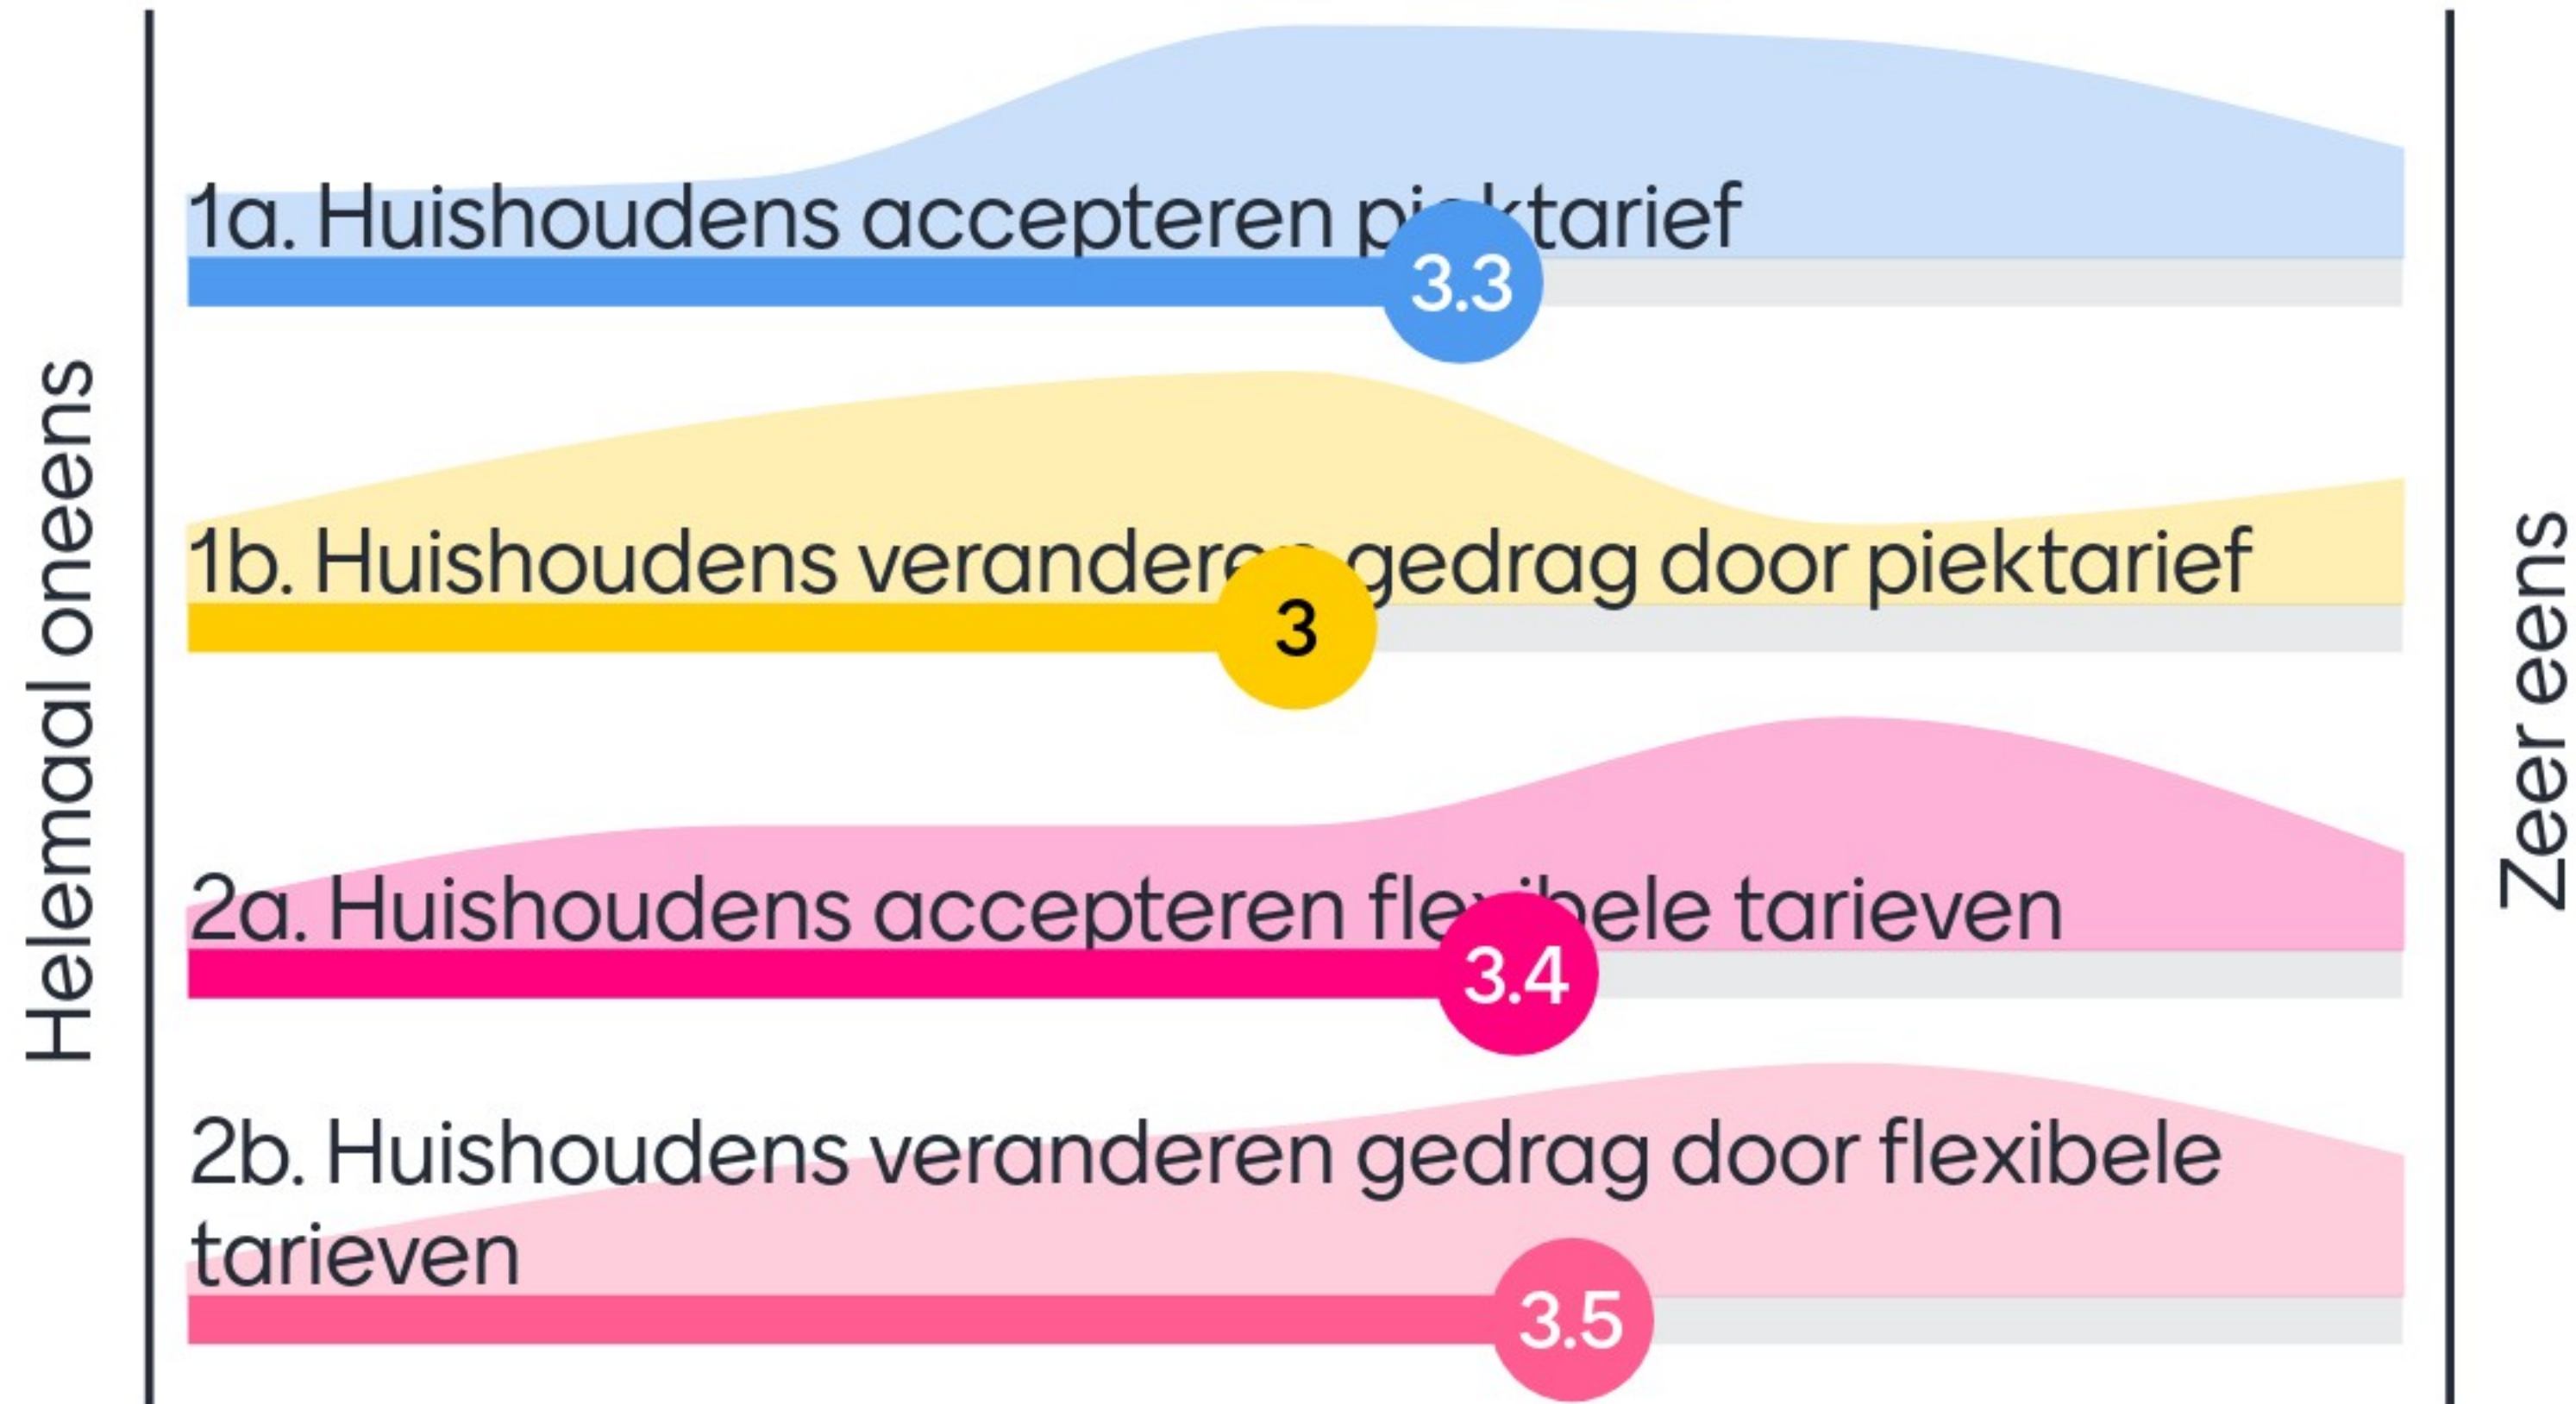 Helemaal oneens
1a. Huishoudens accepteren piektarief
3.3
1b. Huishoudens veranderen gedrag door piektarief
3
2a. Huishoudens accepteren flexibele tarieven
3.4
2b. Huishoudens veranderen gedrag door flexibele
tarieven
3.5
Zeer eens